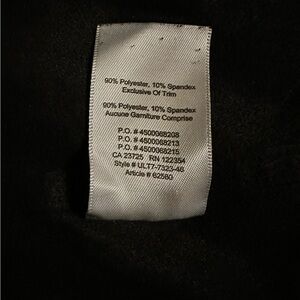 90% Polyester, 10% Spandex
Exclusive Of Trim
90% Polyester, 10% Spandex
Aucune Garniture Comprise
P.O. # 4500068208
P.O. # 4500068213
P.O. # 4500068215
CA 23725 RN 122354
Style # ULT7-7323-46
Article # 62560